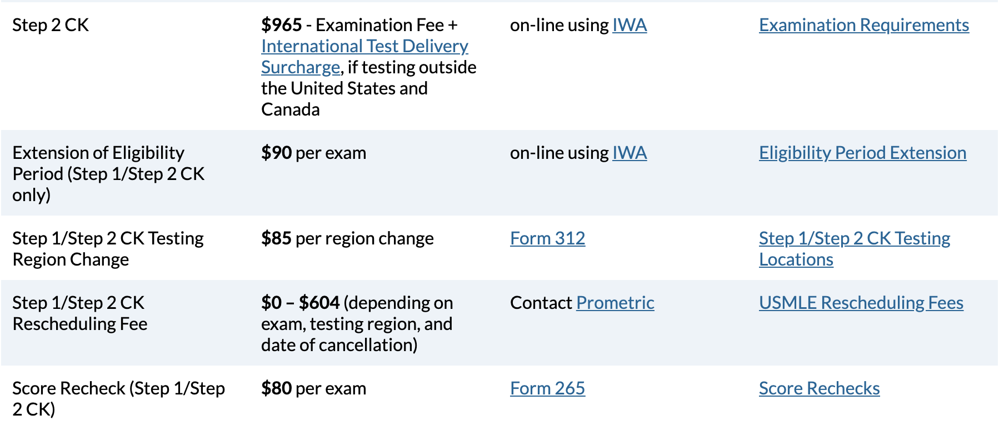 Step 2 CK
$965 - Examination Fee +
International Test Delivery
Surcharge, if testing outside
the United States and
Canada
on-line using IWA
Examination Requirements
Extension of Eligibility
Period (Step 1/Step 2 CK
only)
$90 per exam
on-line using IWA
Eligibility Period Extension
Step 1/Step 2 CK Testing
Region Change
$85 per region change
Form 312
Step 1/Step 2 CK Testing
Locations
Step 1/Step 2 CK
Rescheduling Fee
$0 – $604 (depending on
exam, testing region, and
date of cancellation)
Contact Prometric
USMLE Rescheduling Fees
Score Recheck (Step 1/Step
2 CK)
$80 per exam
Form 265
Score Rechecks